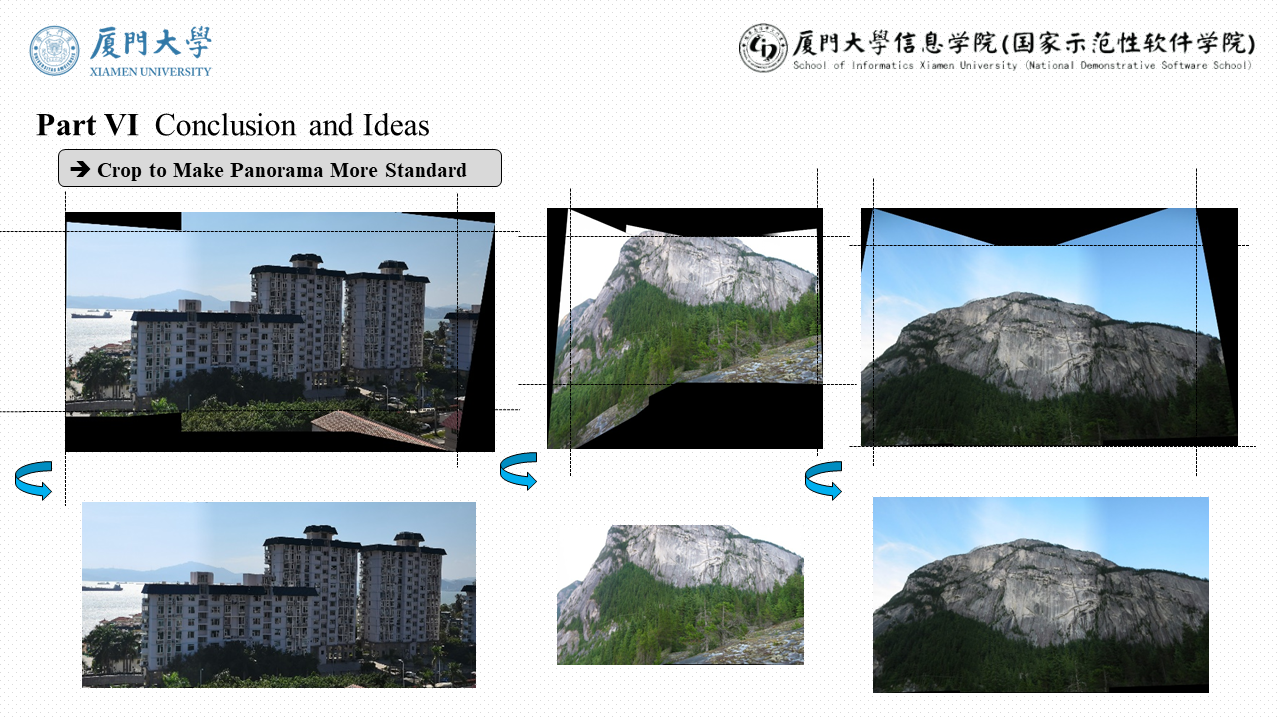 廈門大學
XIAMEN UNIVERSITY
厦门大學信息学院(国家示范性软件学院)
School of Informatics Xiamen University (National Demonstrative Software School)
Part VI Conclusion and Ideas
➔ Crop to Make Panorama More Standard